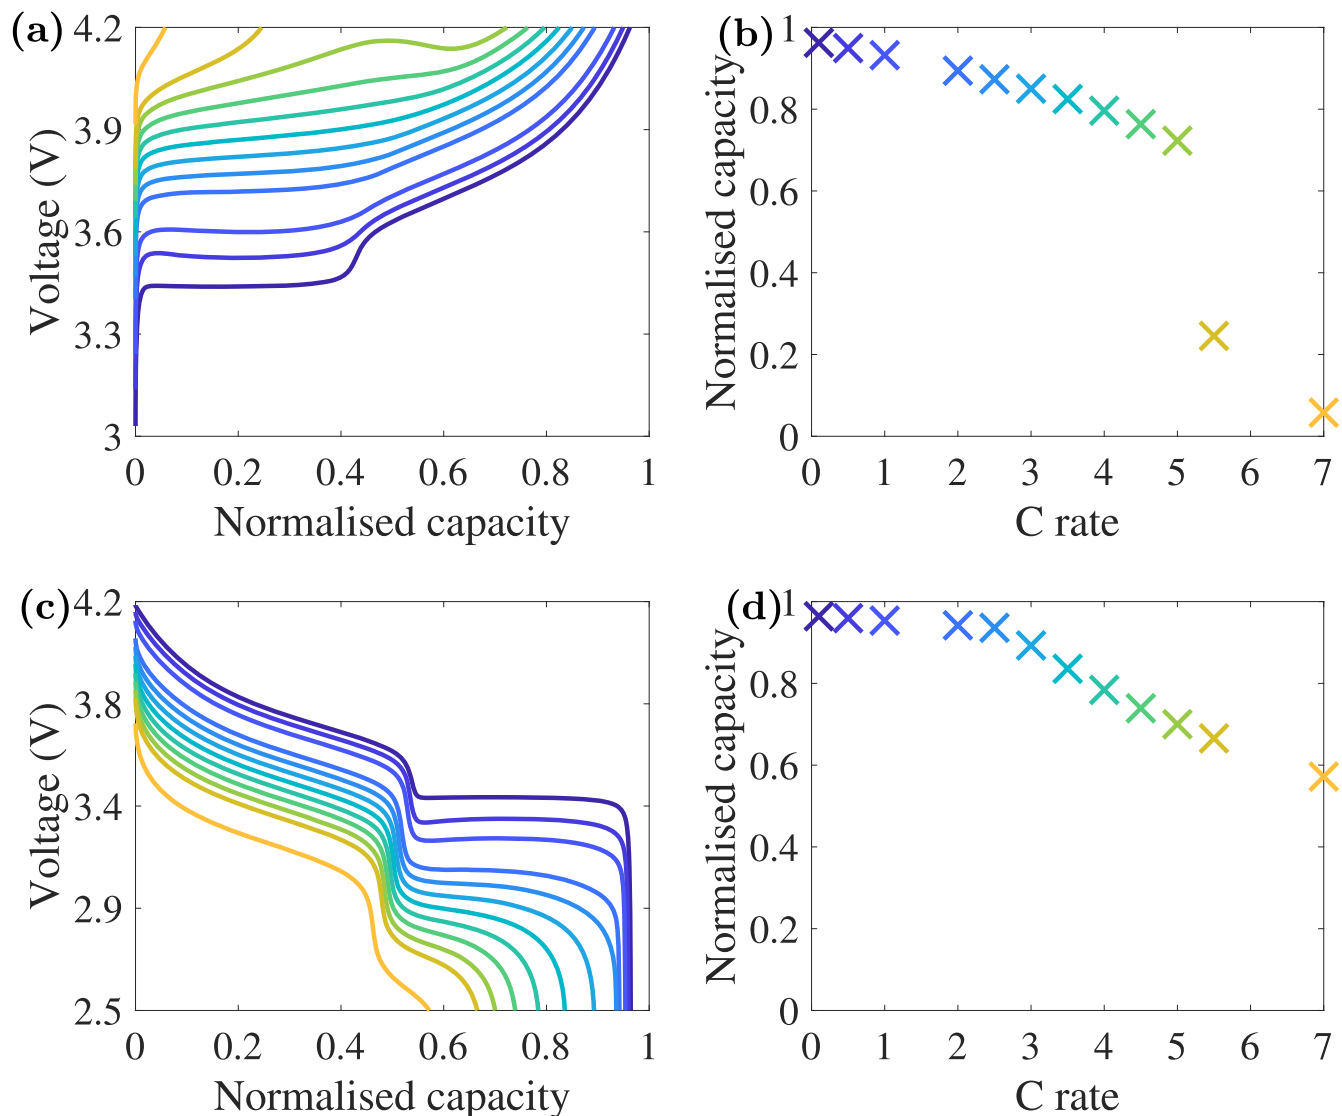 (a)
4.2
3.9
3.6
3.3
3
Voltage (V)
0 0.2 0.4 0.6 0.8 1
Normalised capacity
(b)
1
0.8
0.6
0.4
0.2
0
Normalised capacity
0 1 2 3 4 5 6 7
C rate
(c)
4.2
3.8
3.4
2.9
2.5
Voltage (V)
0 0.2 0.4 0.6 0.8 1
Normalised capacity
(d)
1
0.8
0.6
0.4
0.2
0
Normalised capacity
0 1 2 3 4 5 6 7
C rate